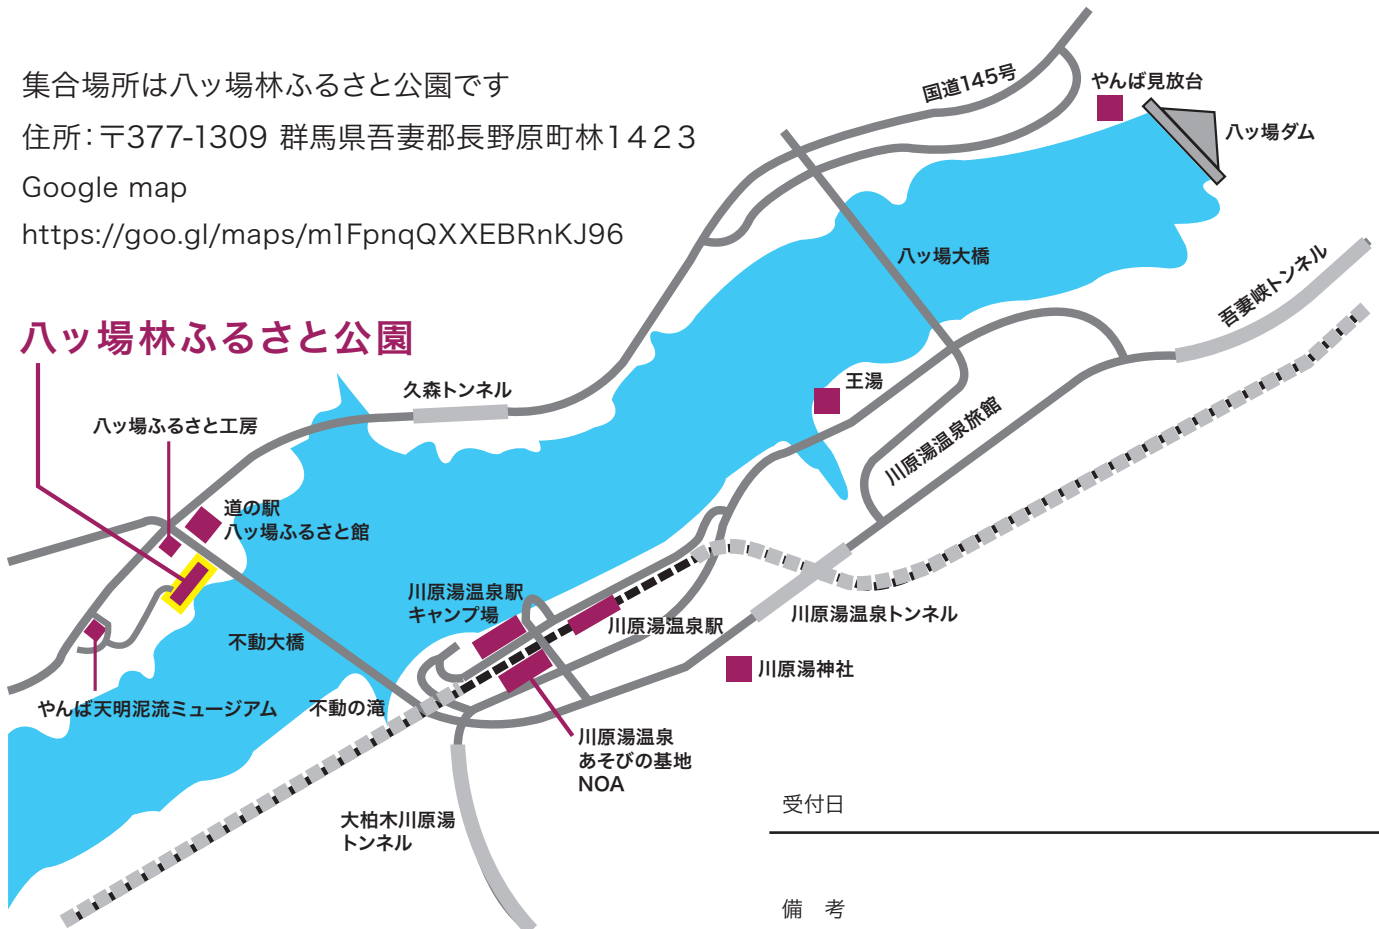 集合場所は八ッ場林ふるさと公園です
住所：〒377-1309 群馬県吾妻郡長野原町林1423
Google map
https://goo.gl/maps/m1FpnqQXXEBRnKJ96
国道145号
やんば見放台
八ッ場ダム
八ッ場大橋
吾妻峡トンネル
八ッ場林ふるさと公園
久森トンネル
王湯
八ッ場ふるさと工房
川原湯温泉旅館
道の駅
八ッ場ふるさと館
川原湯温泉駅
キャンプ場
川原湯温泉駅
川原湯温泉トンネル
不動大橋
川原湯神社
やんば天明泥流ミュージアム
不動の滝
川原湯温泉
あそびの基地
NOA
大柏木川原湯
トンネル
受付日
備　考